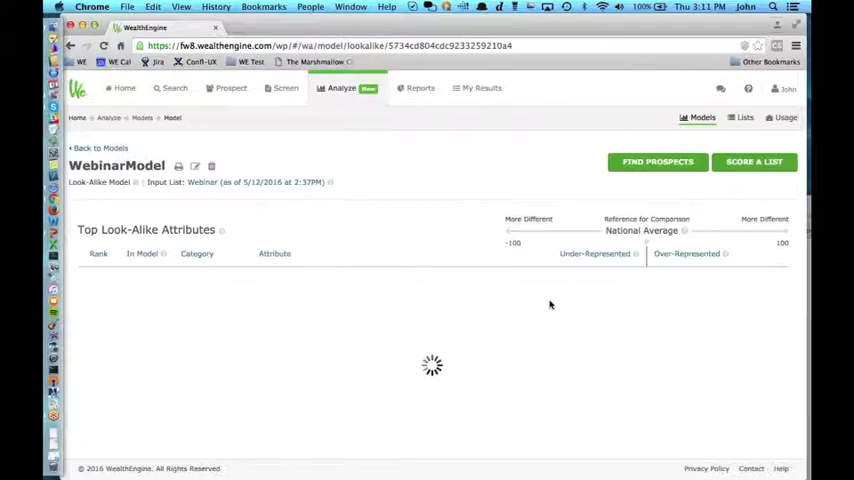 Chrome File Edit View History Bookmarks People Window Help 100% Thu 3:11 PM John
WealthEngine
https://fw8.wealthengine.com/wp/#/wa/model/lookalike/5734cd804cdc9233259210a4
WE WE Cal Jira Confl-UX WE Test The Marshmallow Other Bookmarks
We Home Search Prospect Screen Analyze New Reports My Results John
Home Analyze Models Model Models Lists Usage
Back to Models
WebinarModel FIND PROSPECTS SCORE A LIST
Look-Alike Model Input List: Webinar (as of 5/12/2016 at 2:37PM)
More Different Reference for Comparison More Different
Top Look-Alike Attributes National Average
-100 100
Rank In Model Category Attribute Under-Represented Over-Represented
© 2016 WealthEngine. All Rights Reserved Privacy Policy Contact Help